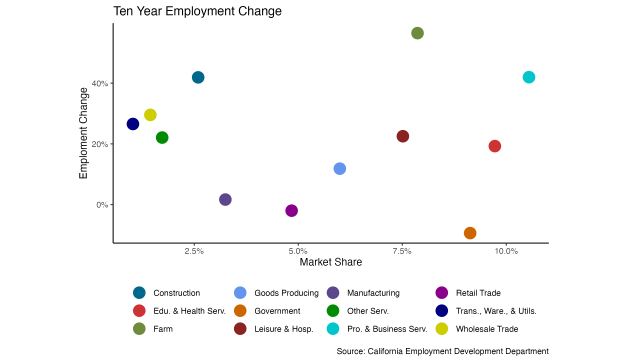 Ten Year Employment Change
Emploment Change
40%
20%
0%
2.5%
5.0%
7.5%
10.0%
Market Share
Construction
Goods Producing
Manufacturing
Retail Trade
Edu. & Health Serv.
Government
Other Serv.
Trans., Ware., & Utils.
Farm
Leisure & Hosp.
Pro. & Business Serv.
Wholesale Trade
Source: California Employment Development Department